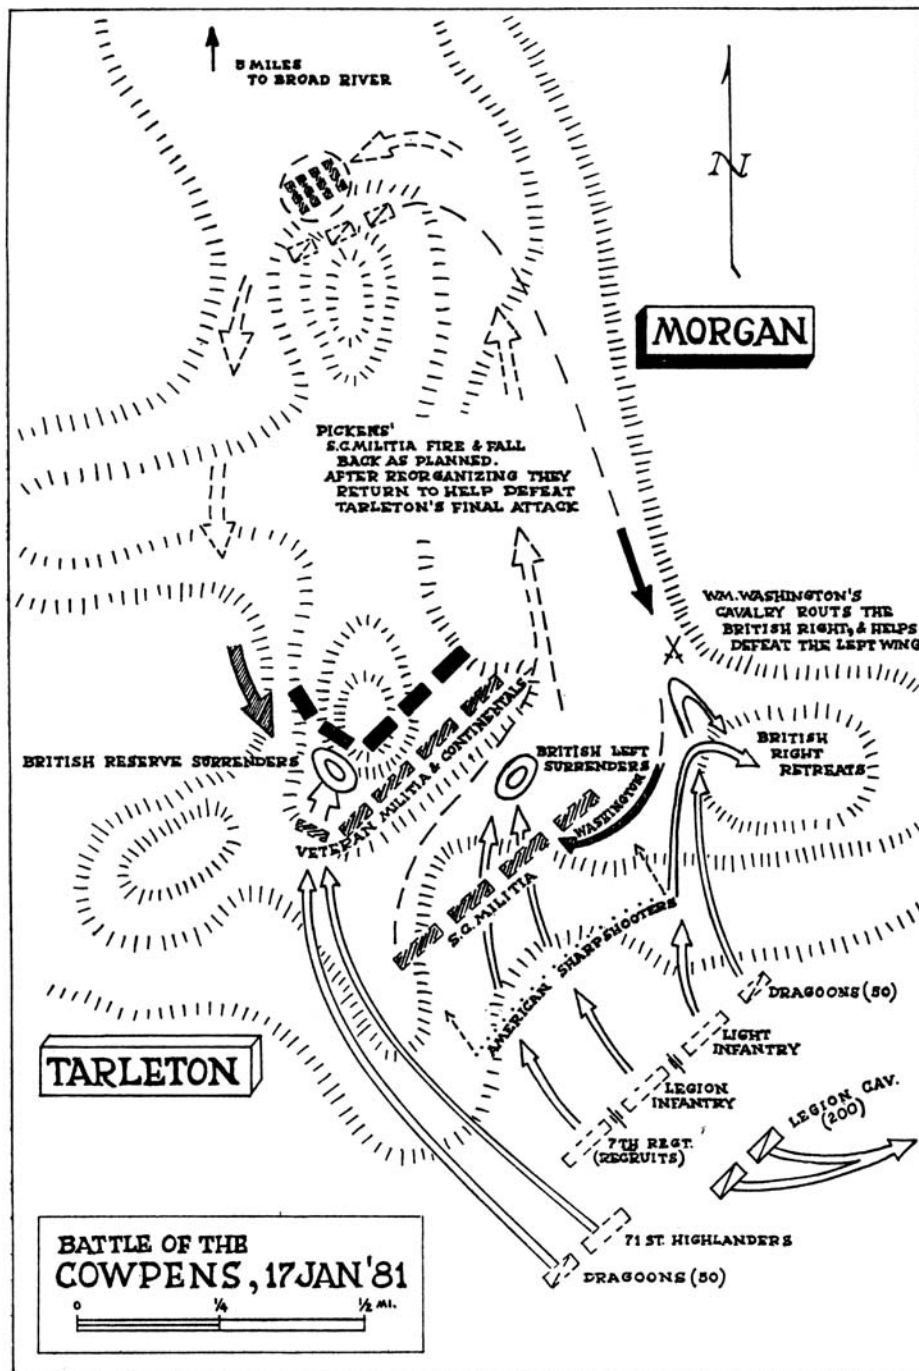 5 MILES
TO BROAD RIVER
N
MORGAN
PICKENS'
S.C. MILITIA FIRE & FALL
BACK AS PLANNED.
AFTER REORGANIZING THEY
RETURN TO HELP DEFEAT
TARLETON'S FINAL ATTACK
WM. WASHINGTON'S
CAVALRY ROUTS THE
BRITISH RIGHT, & HELPS
DEFEAT THE LEFT WING
BRITISH RESERVE SURRENDERS
VETERAN MILITIA & CONTINENTALS
BRITISH LEFT
SURRENDERS
BRITISH
RIGHT
RETREATS
WASHINGTON
S.C. MILITIA
AMERICAN SHARPSHOOTERS
DRAGOONS (50)
LIGHT
INFANTRY
LEGION
INFANTRY
LEGION CAV.
(200)
7TH REGT.
(RECRUITS)
TARLETON
71 ST. HIGHLANDERS
DRAGOONS (50)
BATTLE OF THE
COWPENS, 17 JAN '81
0 1/4 1/2 MI.